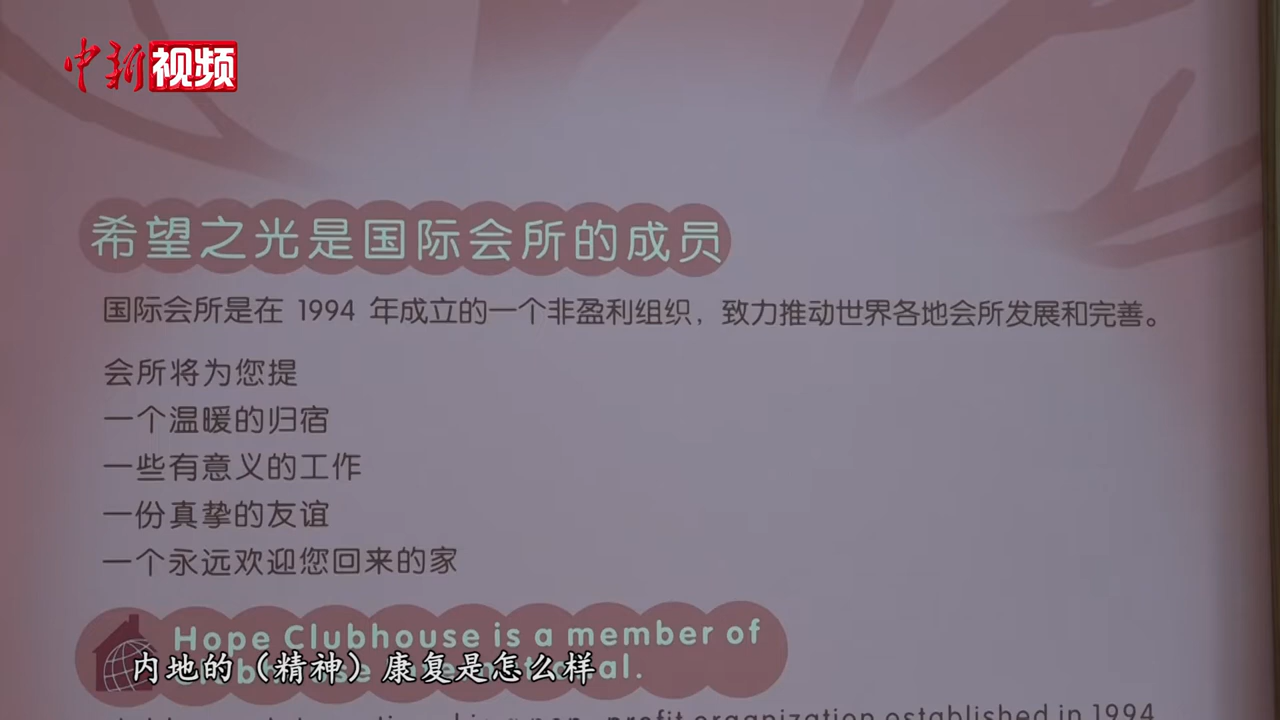 中新视频
希望之光是国际会所的成员
国际会所是在 1994 年成立的一个非盈利组织，致力推动世界各地会所发展和完善。
会所将为您提
一个温暖的归宿
一些有意义的工作
一份真挚的友谊
一个永远欢迎您回来的家
Hope Clubhouse is a member of
内地的（精神）康复是怎么样
profit organization established in 1994